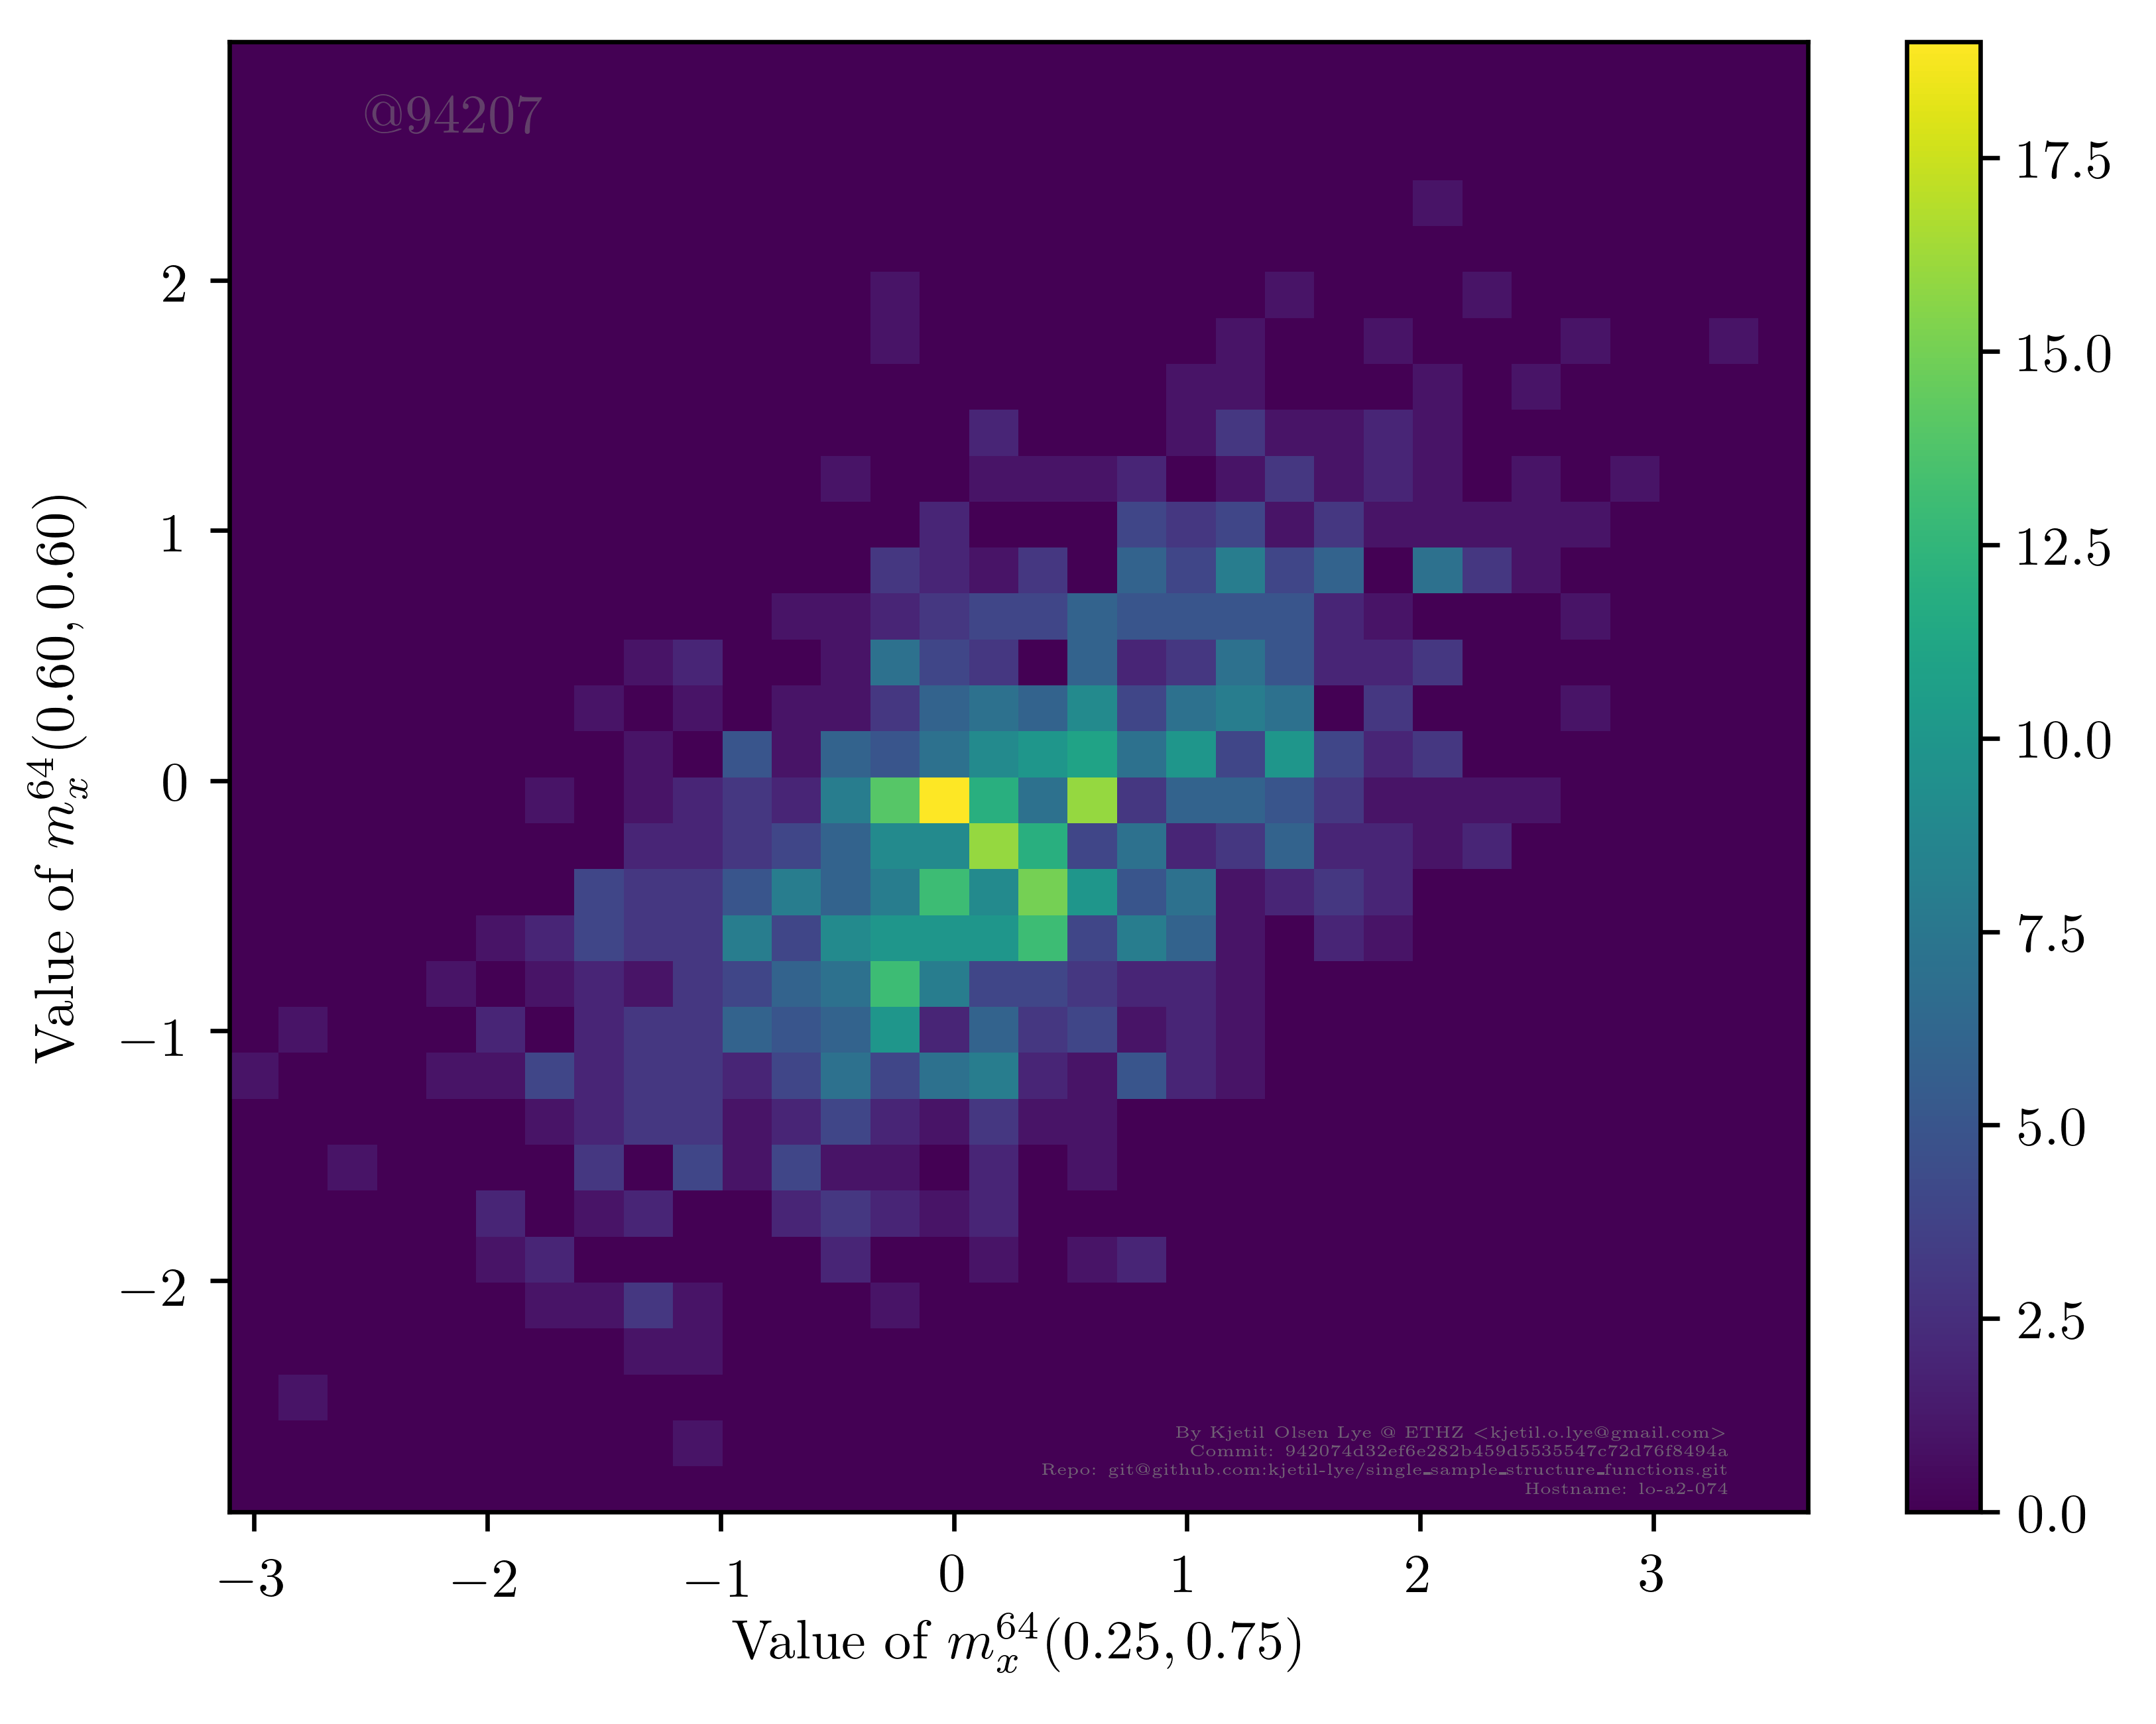 @94207
17.5
15.0
12.5
10.0
7.5
5.0
2.5
0.0
2
1
0
−1
−2
Value of m_x^{64}(0.60, 0.60)
By Kjetil Olsen Lye @ ETHZ <kjetil.o.lye@gmail.com>
Commit: 942074d32ef6e282b459d5535547c72d76f8494a
Repo: git@github.com:kjetil-lye/single_sample_structure_functions.git
Hostname: lo-a2-074
−3 −2 −1 0 1 2 3
Value of m_x^{64}(0.25, 0.75)